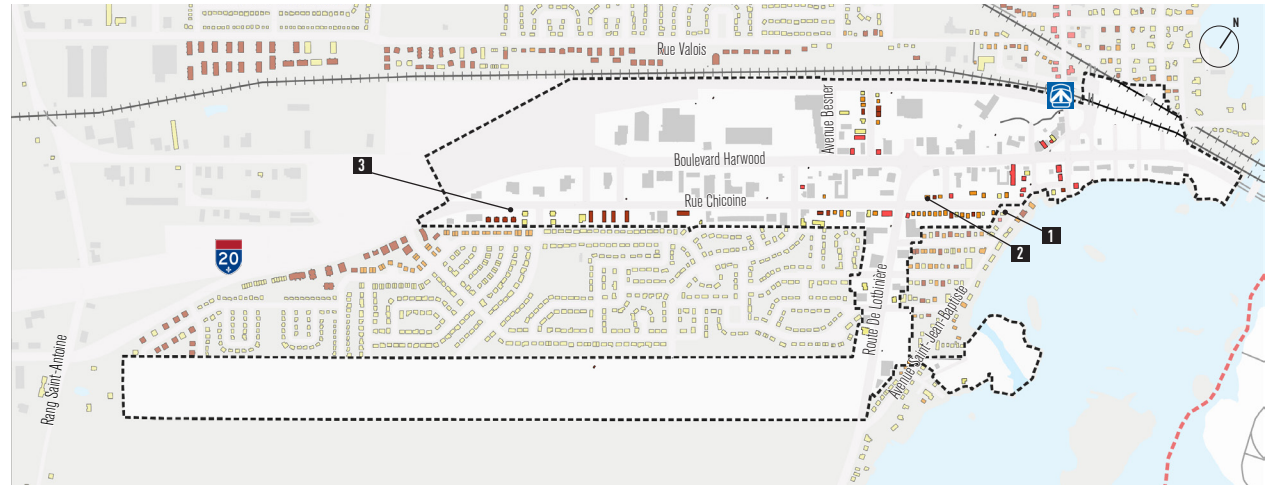 N
Rue Valois
Avenue Besner
Boulevard Harwood
3
Rue Chicoine
1
2
20
Route De Lotbinière
Avenue Saint-Jean-Baptiste
Rang Saint-Antoine